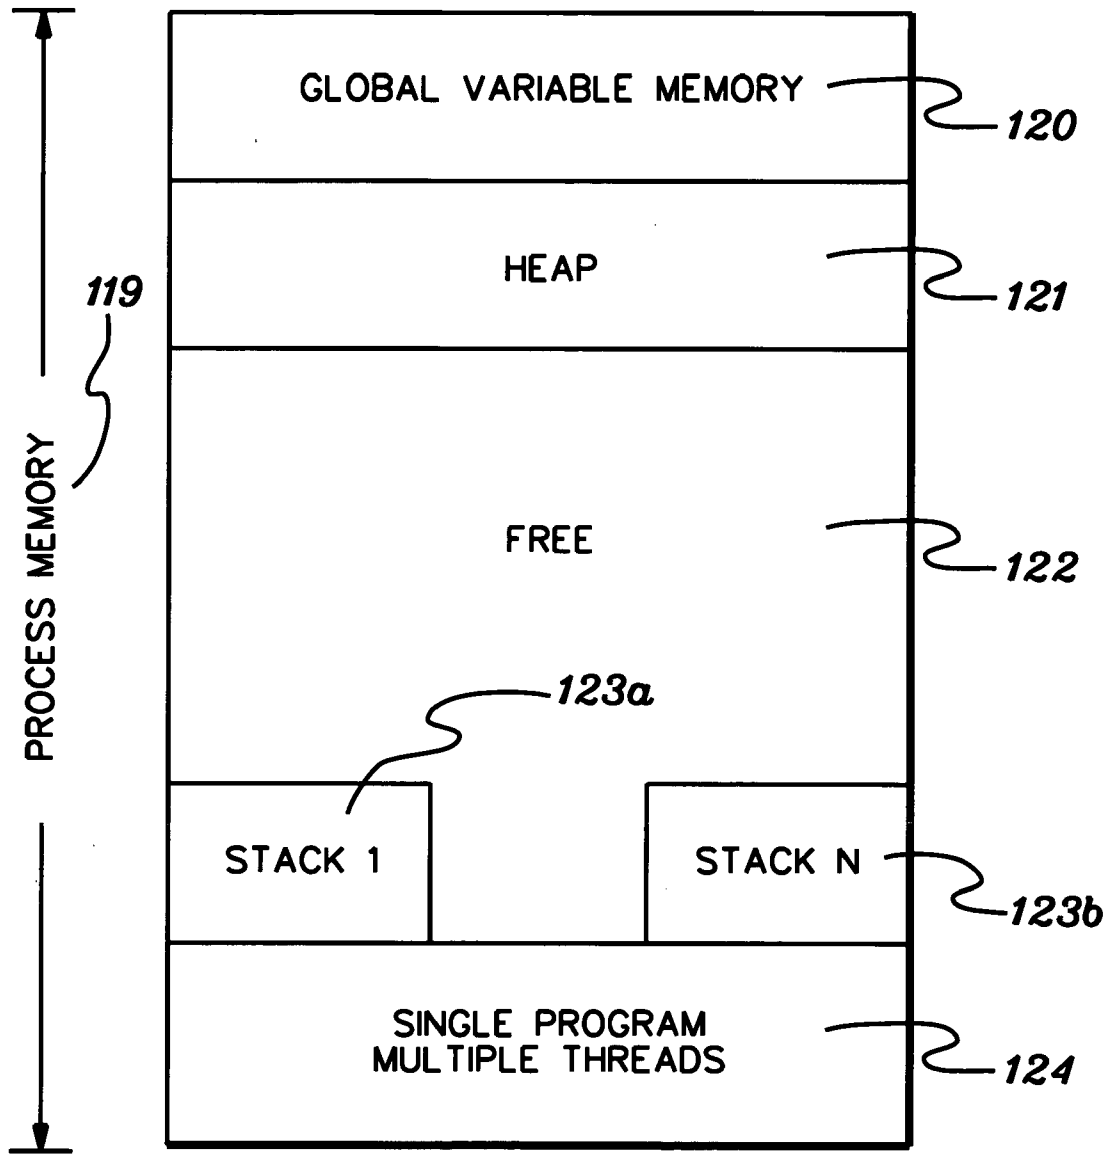 GLOBAL VARIABLE MEMORY
120
HEAP
121
119
PROCESS MEMORY
FREE
122
123a
STACK 1
STACK N
123b
SINGLE PROGRAM
MULTIPLE THREADS
124